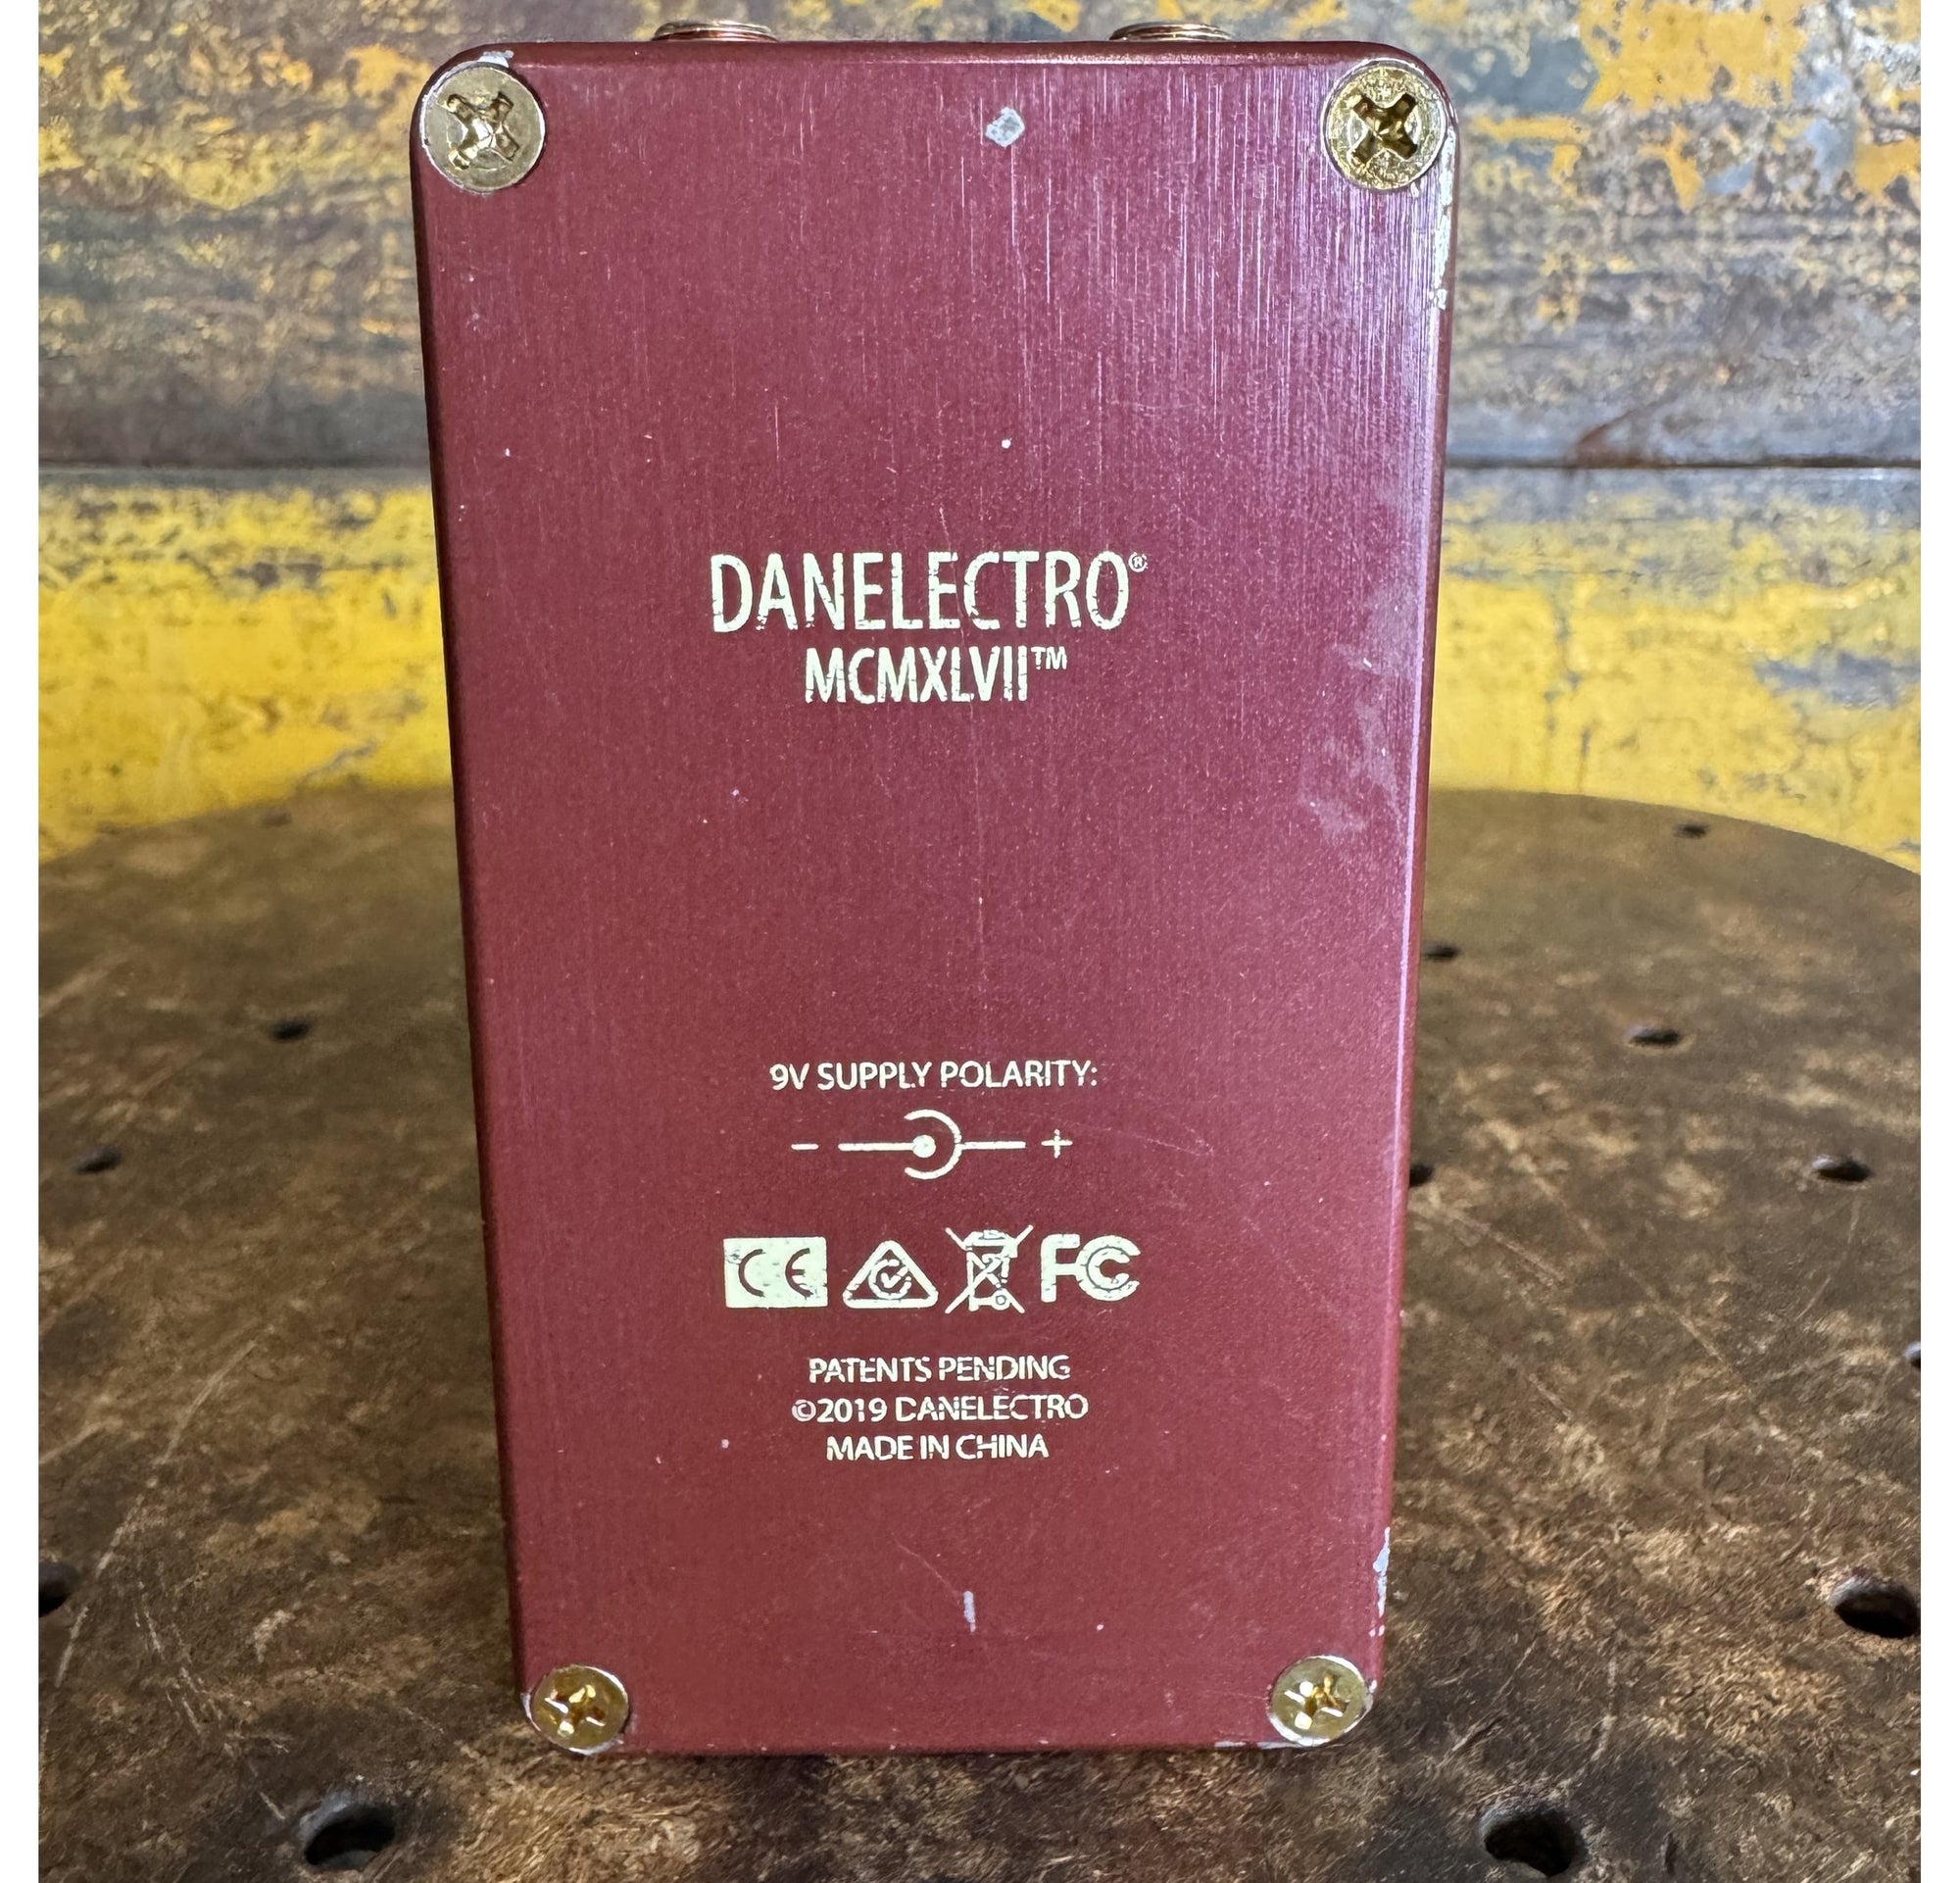 DANELECTRO®
MCMXLVII™
9V SUPPLY POLARITY:
- +
CE FC
PATENTS PENDING
©2019 DANELECTRO
MADE IN CHINA